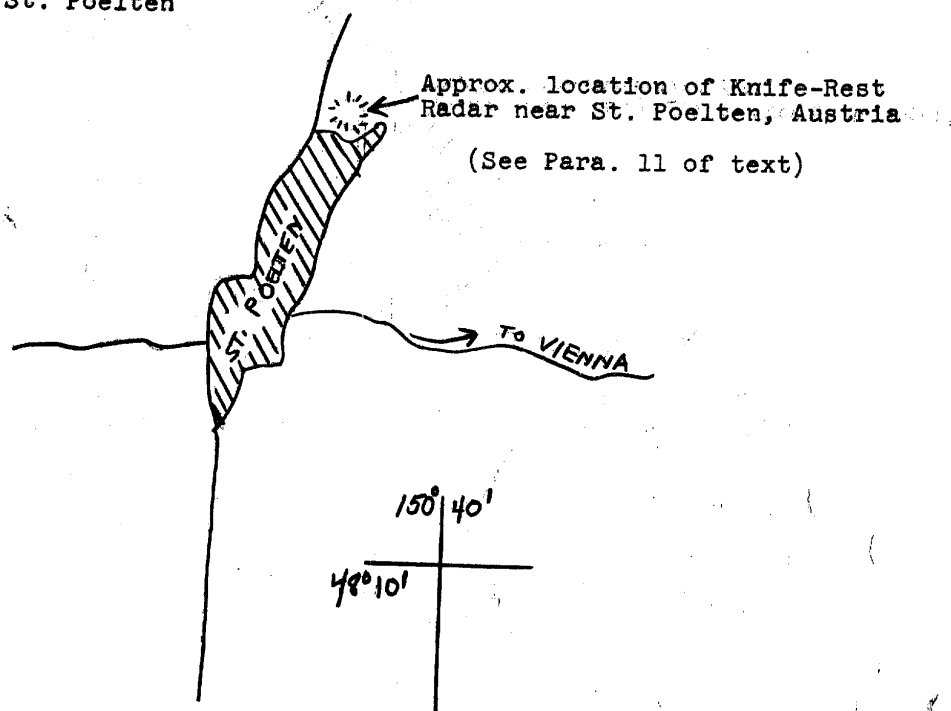 St. Poelten
Approx. location of Knife-Rest
Radar near St. Poelten, Austria
(See Para. 11 of text)
ST. POELTEN
TO VIENNA
150° 40'
48° 10'